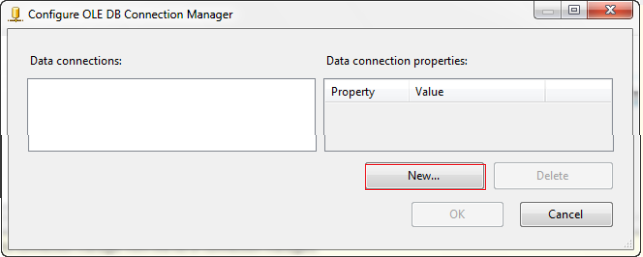 Configure OLE DB Connection Manager
Data connections:
Data connection properties:
Property Value
New... Delete
OK Cancel